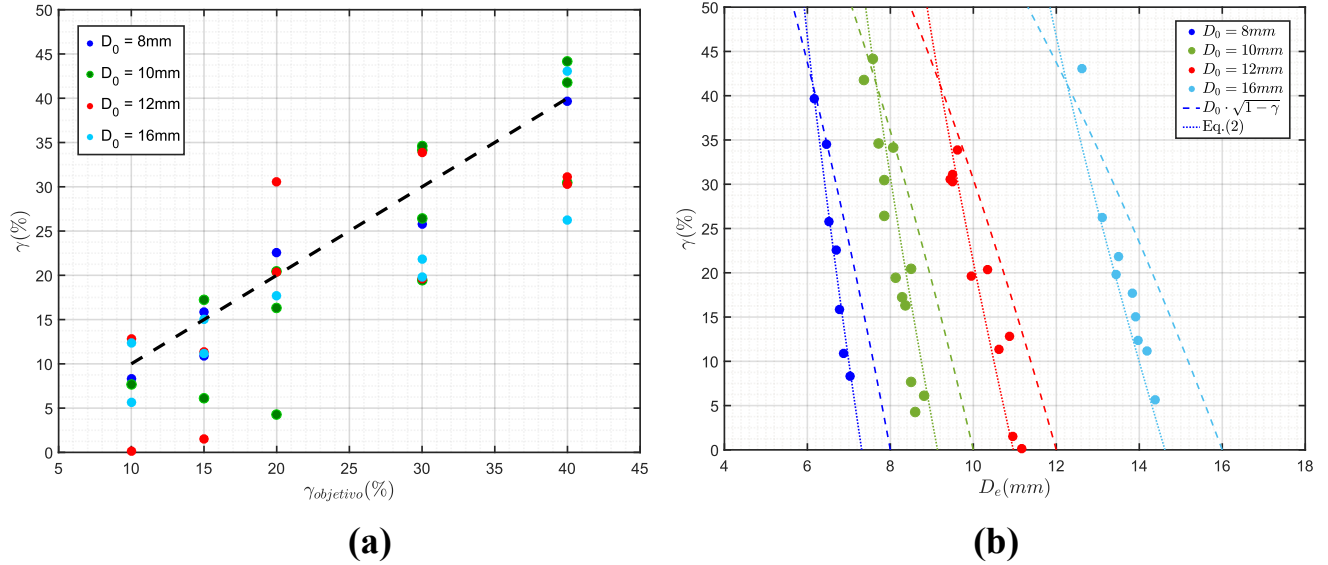 50
45
40
35
30
25
20
15
10
5
0
5 10 15 20 25 30 35 40 45
γ(%)
γobjetivo(%)
D0 = 8mm
D0 = 10mm
D0 = 12mm
D0 = 16mm
(a)
50
45
40
35
30
25
20
15
10
5
0
4 6 8 10 12 14 16 18
γ(%)
De(mm)
D0 = 8mm
D0 = 10mm
D0 = 12mm
D0 = 16mm
D0 · √1 − γ
Eq.(2)
(b)